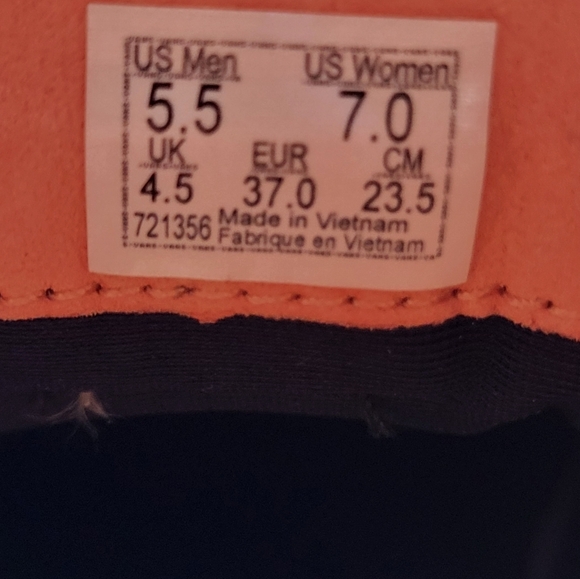 US Men US Women
5.5 7.0
UK EUR CM
4.5 37.0 23.5
721356 Made in Vietnam
Fabrique en Vietnam